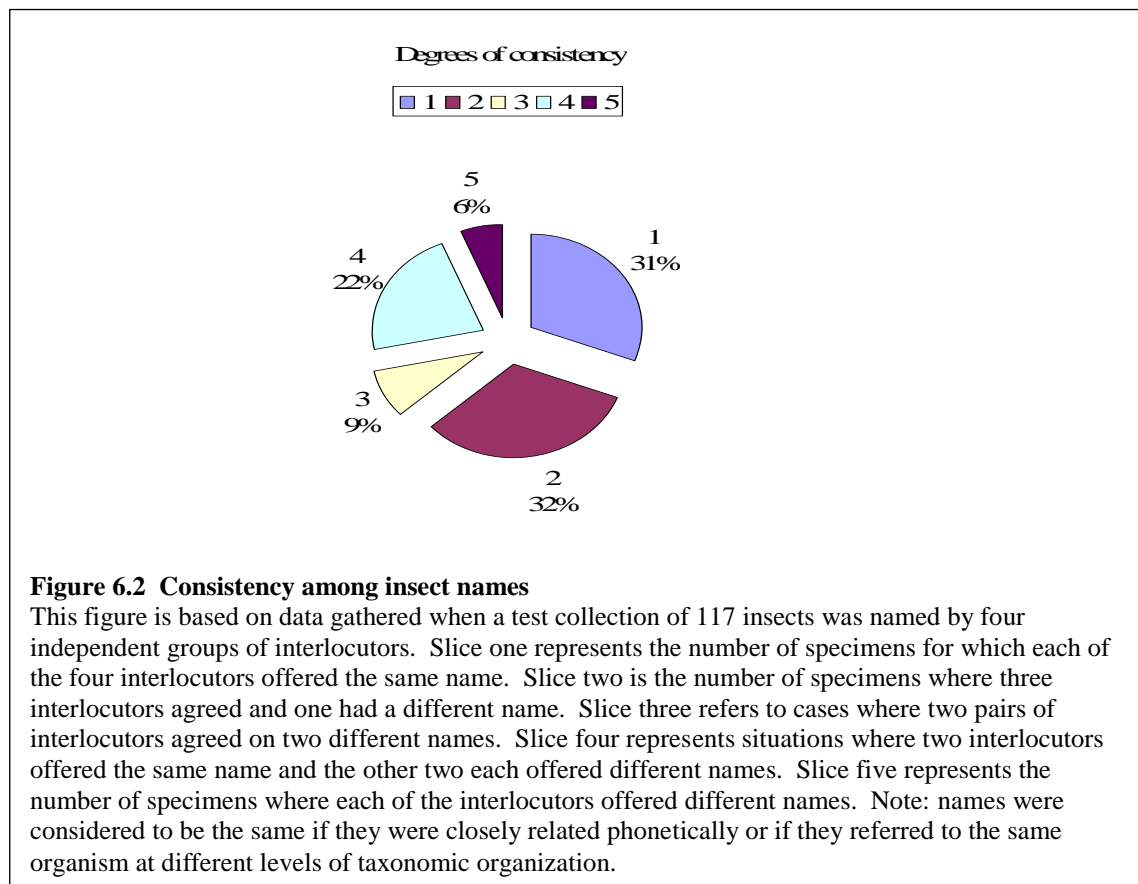 Degrees of consistency
1 2 3 4 5
5
6%
1
31%
4
22%
3
9%
2
32%
Figure 6.2 Consistency among insect names
This figure is based on data gathered when a test collection of 117 insects was named by four
independent groups of interlocutors. Slice one represents the number of specimens for which each of
the four interlocutors offered the same name. Slice two is the number of specimens where three
interlocutors agreed and one had a different name. Slice three refers to cases where two pairs of
interlocutors agreed on two different names. Slice four represents situations where two interlocutors
offered the same name and the other two each offered different names. Slice five represents the
number of specimens where each of the interlocutors offered different names. Note: names were
considered to be the same if they were closely related phonetically or if they referred to the same
organism at different levels of taxonomic organization.